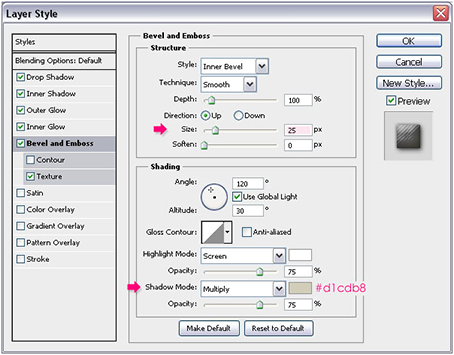 Layer Style
Styles
Blending Options: Default
Drop Shadow
Inner Shadow
Outer Glow
Inner Glow
Bevel and Emboss
Contour
Texture
Satin
Color Overlay
Gradient Overlay
Pattern Overlay
Stroke
Bevel and Emboss
Structure
Style: Inner Bevel
Technique: Smooth
Depth: 100 %
Direction: Up Down
Size: 25 px
Soften: 0 px
Shading
Angle: 120 °
Use Global Light
Altitude: 30 °
Gloss Contour: Anti-aliased
Highlight Mode: Screen
Opacity: 75 %
Shadow Mode: Multiply #d1cdb8
Opacity: 75 %
Make Default Reset to Default
OK
Cancel
New Style...
Preview